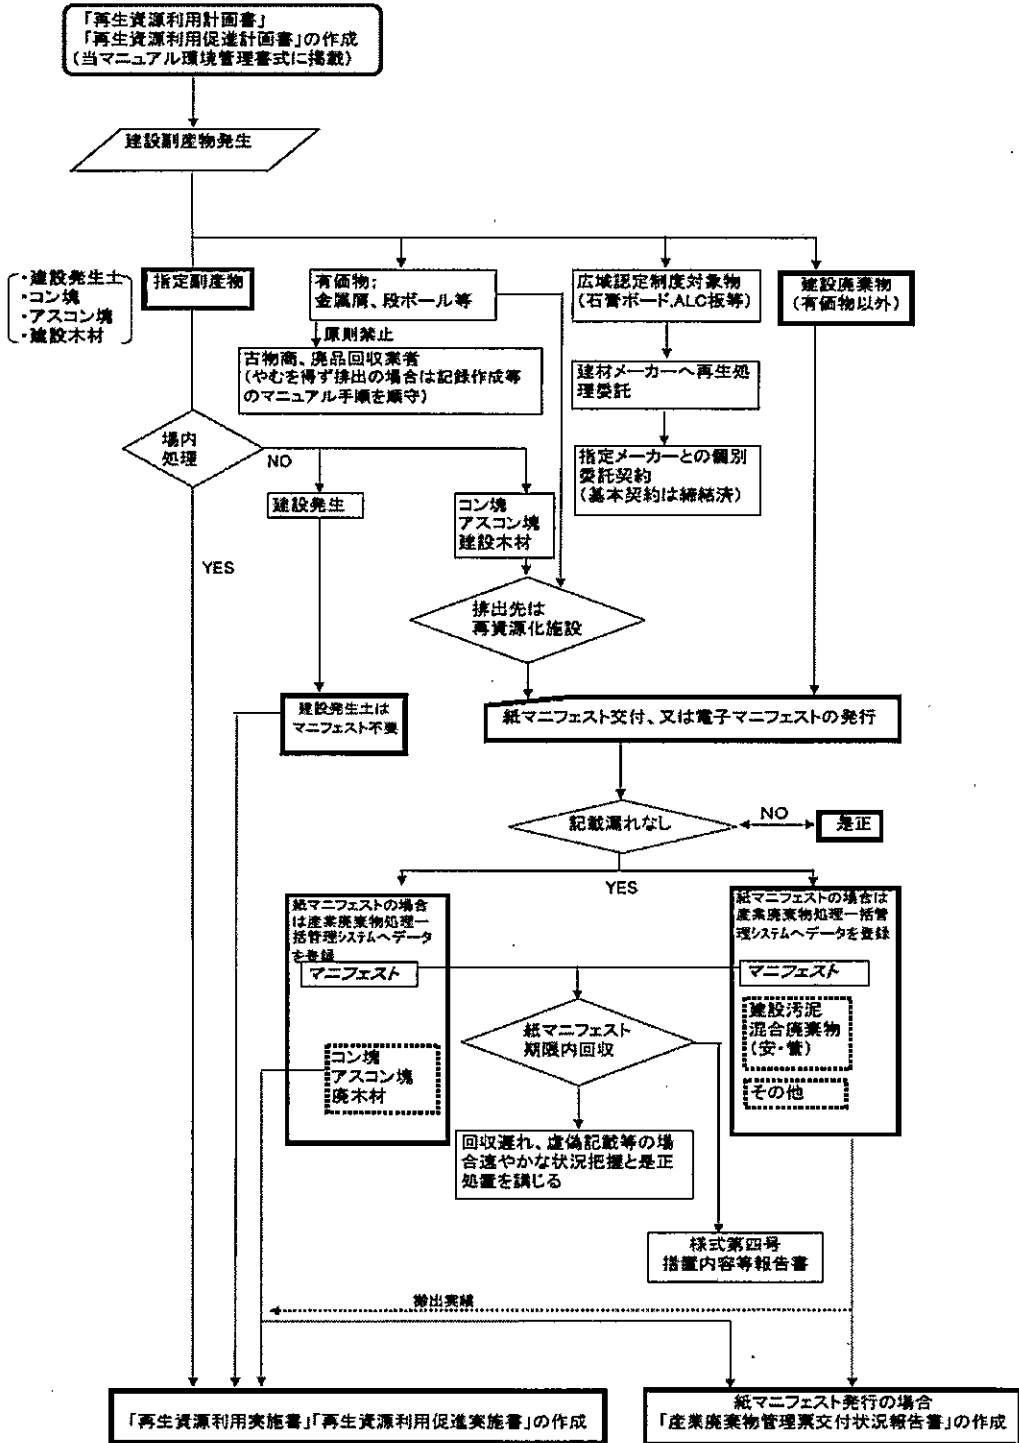 「再生資源利用計画書」
「再生資源利用促進計画書」の作成
(当マニュアル環境管理書式に掲載)
建設副産物発生
・建設発生土
・コン塊
・アスコン塊
・建設木材
指定副産物
有価物;
金属屑、段ボール等
広域認定制度対象物
(石膏ボード,ALC板等)
建設廃棄物
(有価物以外)
原則禁止
古物商、廃品回収業者
(やむを得ず排出の場合は記録作成等
のマニュアル手順を順守)
建材メーカーへ再生処
理委託
場内
処理
NO
指定メーカーとの個別
委託契約
(基本契約は締結済)
建設発生
コン塊
アスコン塊
建設木材
YES
排出先は
再資源化施設
建設発生土は
マニフェスト不要
紙マニフェスト交付、又は電子マニフェストの発行
記載漏れなし
NO
是正
YES
紙マニフェストの場合
は産業廃棄物処理一
括管理システムへデータ
を登録
マニフェスト
紙マニフェストの場合は
産業廃棄物処理一括管
理システムへデータを登録
マニフェスト
紙マニフェスト
期限内回収
建設汚泥
混合廃棄物
(安・管)
その他
コン塊
アスコン塊
廃木材
回収遅れ、虚偽記載等の場
合速やかな状況把握と是正
処置を講じる
様式第四号
措置内容等報告書
搬出実績
「再生資源利用実施書」「再生資源利用促進実施書」の作成
紙マニフェスト発行の場合
「産業廃棄物管理票交付状況報告書」の作成